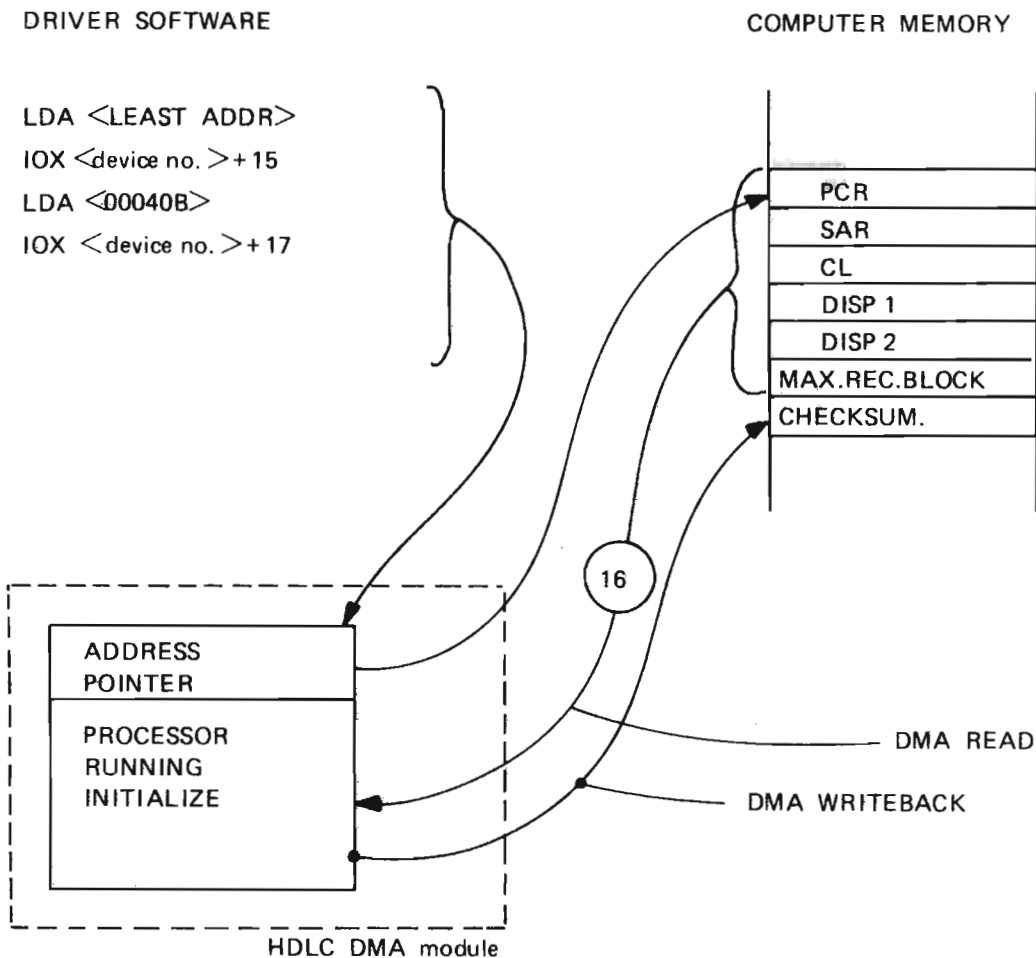 DRIVER SOFTWARE
COMPUTER MEMORY
LDA <LEAST ADDR>
IOX <device no.>+15
LDA <00040B>
IOX <device no.>+17
PCR
SAR
CL
DISP 1
DISP 2
MAX.REC.BLOCK
CHECKSUM.
16
ADDRESS
POINTER
PROCESSOR
RUNNING
INITIALIZE
DMA READ
DMA WRITEBACK
HDLC DMA module